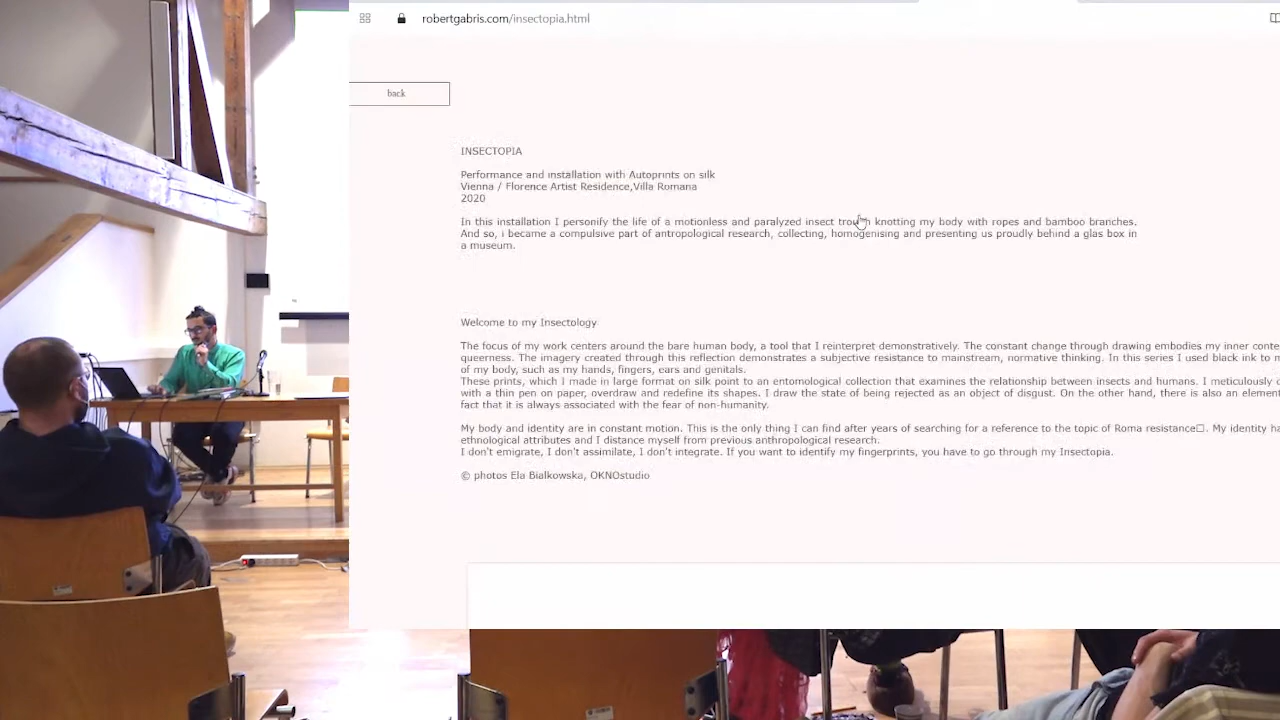 robertgabris.com/insectopia.html
back
INSECTOPIA
Performance and installation with Autoprints on silk
Vienna / Florence Artist Residence,Villa Romana
2020
In this installation I personify the life of a motionless and paralyzed insect trough knotting my body with ropes and bamboo branches.
And so, i became a compulsive part of antropological research, collecting, homogenising and presenting us proudly behind a glas box in
a museum.
Welcome to my Insectology
The focus of my work centers around the bare human body, a tool that I reinterpret demonstratively. The constant change through drawing embodies my inner conte
queerness. The imagery created through this reflection demonstrates a subjective resistance to mainstream, normative thinking. In this series I used black ink to m
of my body, such as my hands, fingers, ears and genitals.
These prints, which I made in large format on silk point to an entomological collection that examines the relationship between insects and humans. I meticulously
with a thin pen on paper, overdraw and redefine its shapes. I draw the state of being rejected as an object of disgust. On the other hand, there is also an element
fact that it is always associated with the fear of non-humanity.
My body and identity are in constant motion. This is the only thing I can find after years of searching for a reference to the topic of Roma resistance□. My identity ha
ethnological attributes and I distance myself from previous anthropological research.
I don't emigrate, I don't assimilate, I don't integrate. If you want to identify my fingerprints, you have to go through my Insectopia.
© photos Ela Bialkowska, OKNOstudio